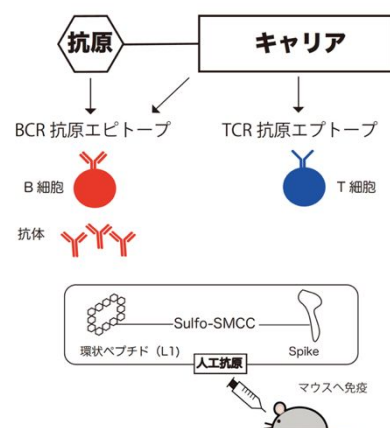 抗原
キャリア
BCR 抗原エピトープ
TCR 抗原エプトープ
B 細胞
T 細胞
抗体
Sulfo-SMCC
環状ペプチド（L1）
Spike
人工抗原
マウスへ免疫